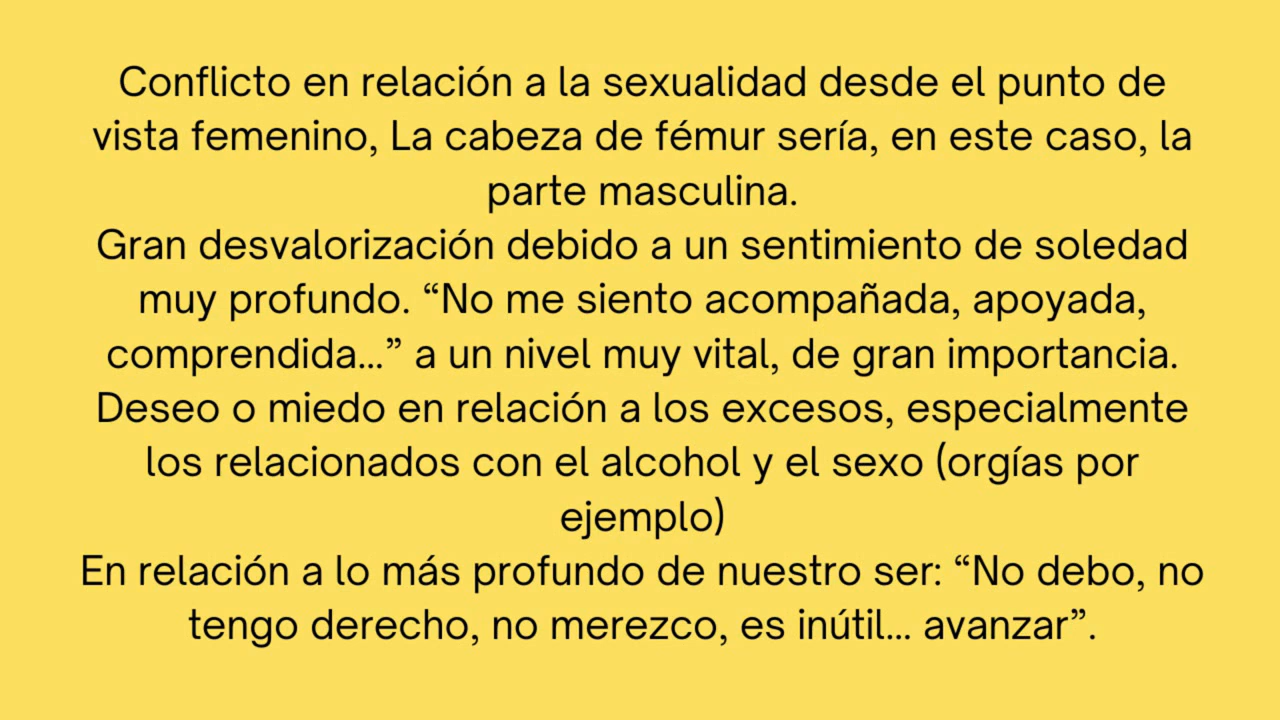 Conflicto en relación a la sexualidad desde el punto de
vista femenino, La cabeza de fémur sería, en este caso, la
parte masculina.
Gran desvalorización debido a un sentimiento de soledad
muy profundo. “No me siento acompañada, apoyada,
comprendida...” a un nivel muy vital, de gran importancia.
Deseo o miedo en relación a los excesos, especialmente
los relacionados con el alcohol y el sexo (orgías por
ejemplo)
En relación a lo más profundo de nuestro ser: “No debo, no
tengo derecho, no merezco, es inútil... avanzar”.